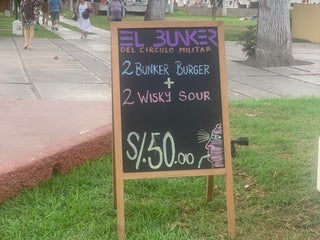 EL BUNKER
DEL CIRCULO MILITAR
2 BUNKER BURGER
+
2 WISKY SOUR
S/.50.00